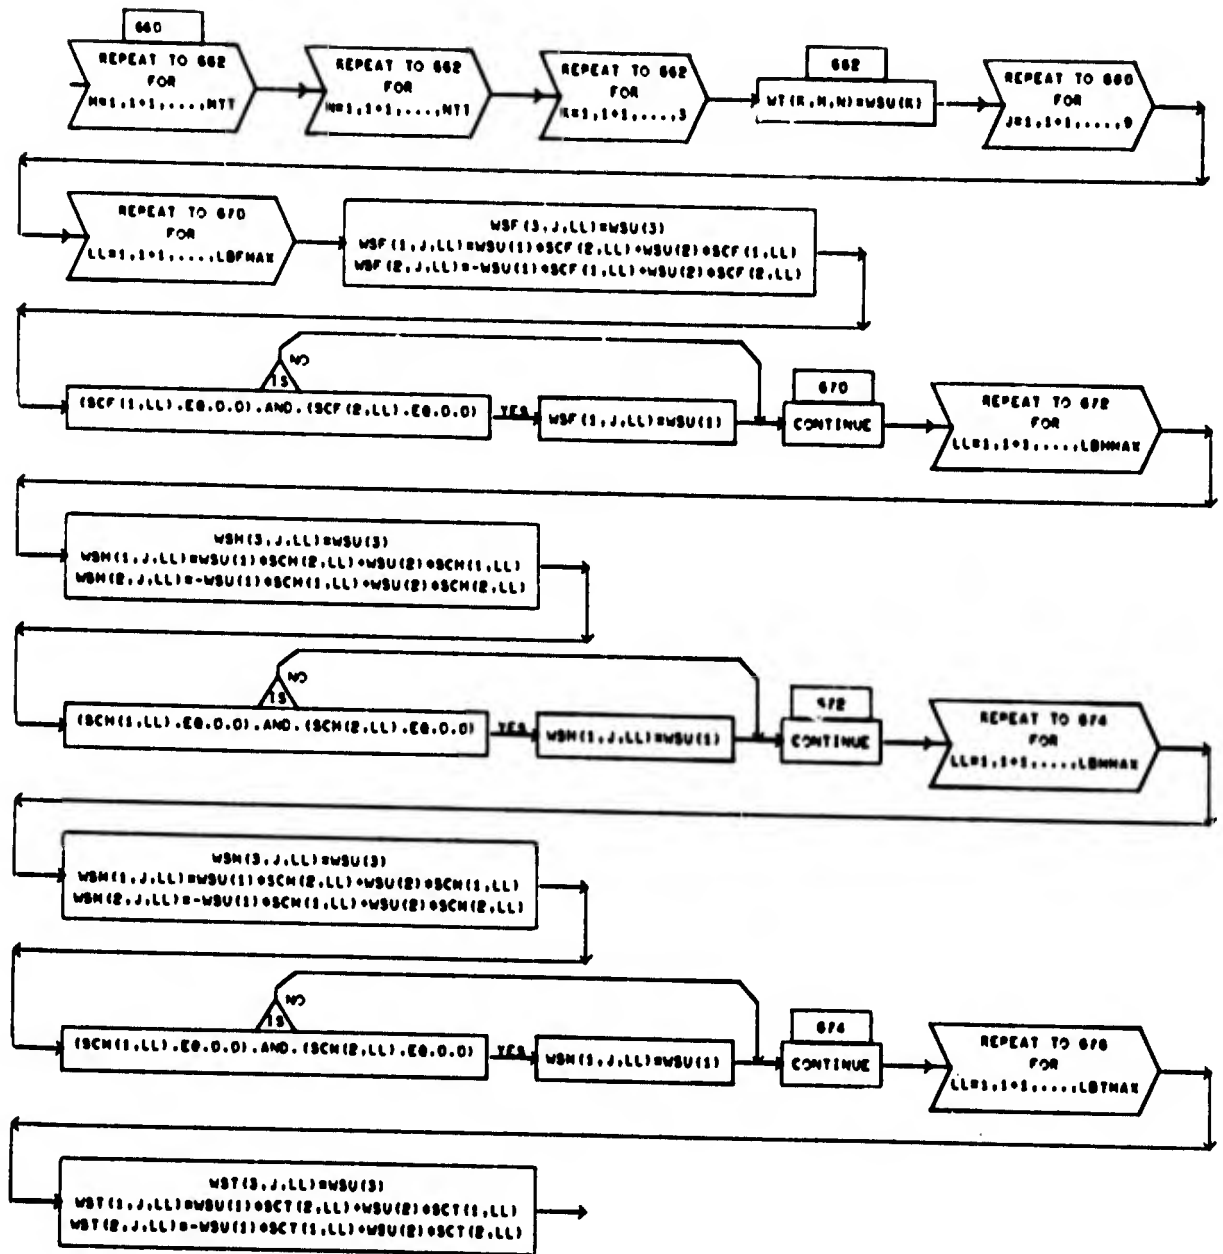 660
REPEAT TO 662
FOR
M=1,1+1,...,MTT
REPEAT TO 662
FOR
N=1,1+1,...,NTT
REPEAT TO 662
FOR
K=1,1+1,...,3
662
WT(K,M,N)=WSU(K)
REPEAT TO 680
FOR
J=1,1+1,...,9
REPEAT TO 670
FOR
LL=1,1+1,...,LBFMAX
WSF(3,J,LL)=WSU(3)
WSF(1,J,LL)=WSU(1)*SCF(2,LL)+WSU(2)*SCF(1,LL)
WSF(2,J,LL)=-WSU(1)*SCF(1,LL)+WSU(2)*SCF(2,LL)
NO
IS
(SCF(1,LL).EQ.0.0).AND.(SCF(2,LL).EQ.0.0)
YES
WSF(1,J,LL)=WSU(1)
670
CONTINUE
REPEAT TO 672
FOR
LL=1,1+1,...,LBHMAX
WSH(3,J,LL)=WSU(3)
WSH(1,J,LL)=WSU(1)*SCH(2,LL)+WSU(2)*SCH(1,LL)
WSH(2,J,LL)=-WSU(1)*SCH(1,LL)+WSU(2)*SCH(2,LL)
NO
IS
(SCH(1,LL).EQ.0.0).AND.(SCH(2,LL).EQ.0.0)
YES
WSH(1,J,LL)=WSU(1)
672
CONTINUE
REPEAT TO 674
FOR
LL=1,1+1,...,LBMMAX
WSM(3,J,LL)=WSU(3)
WSM(1,J,LL)=WSU(1)*SCM(2,LL)+WSU(2)*SCM(1,LL)
WSM(2,J,LL)=-WSU(1)*SCM(1,LL)+WSU(2)*SCM(2,LL)
NO
IS
(SCM(1,LL).EQ.0.0).AND.(SCM(2,LL).EQ.0.0)
YES
WSM(1,J,LL)=WSU(1)
674
CONTINUE
REPEAT TO 676
FOR
LL=1,1+1,...,LBTMAX
WST(3,J,LL)=WSU(3)
WST(1,J,LL)=WSU(1)*SCT(2,LL)+WSU(2)*SCT(1,LL)
WST(2,J,LL)=-WSU(1)*SCT(1,LL)+WSU(2)*SCT(2,LL)